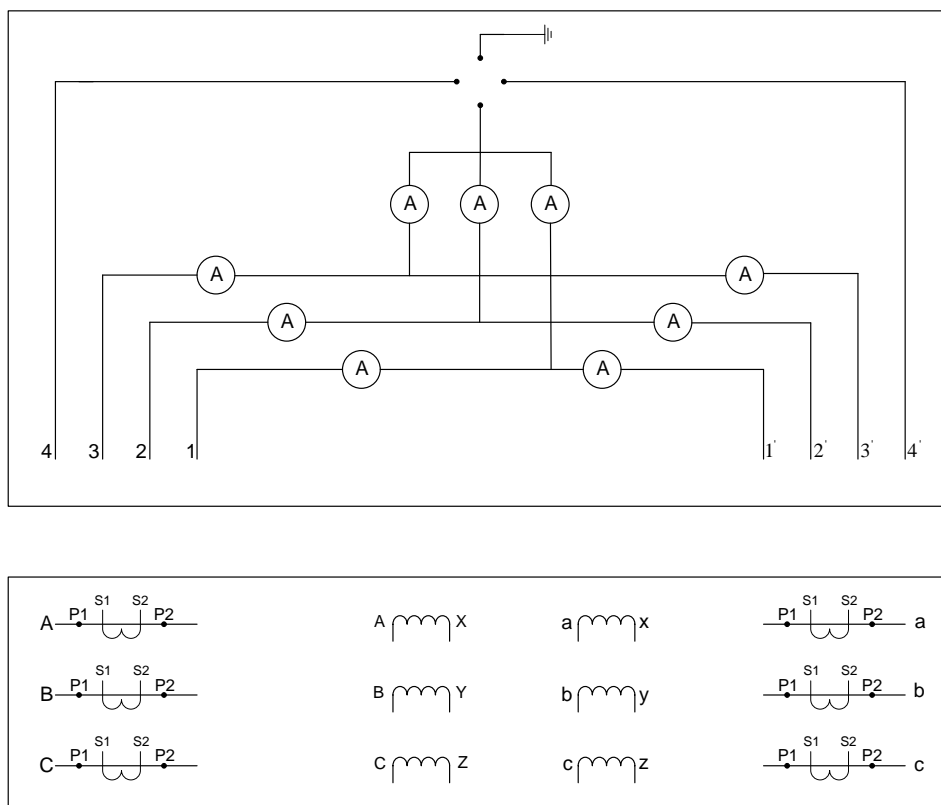 A A A
A A
A A
A A
4 3 2 1 1' 2' 3' 4'
S1 S2 S1 S2
A P1 P2 A X a x P1 P2 a
S1 S2 S1 S2
B P1 P2 B Y b y P1 P2 b
S1 S2 S1 S2
C P1 P2 C Z c z P1 P2 c